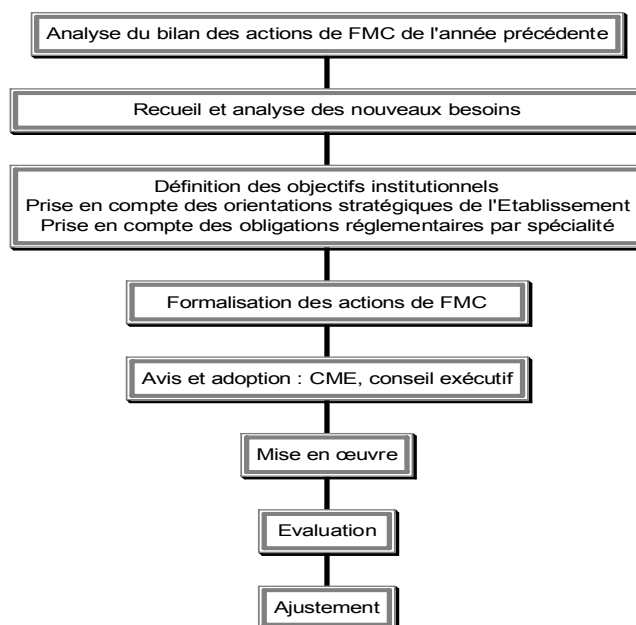 Analyse du bilan des actions de FMC de l'année précédente
Recueil et analyse des nouveaux besoins
Définition des objectifs institutionnels
Prise en compte des orientations stratégiques de l'Etablissement
Prise en compte des obligations réglementaires par spécialité
Formalisation des actions de FMC
Avis et adoption : CME, conseil exécutif
Mise en œuvre
Evaluation
Ajustement